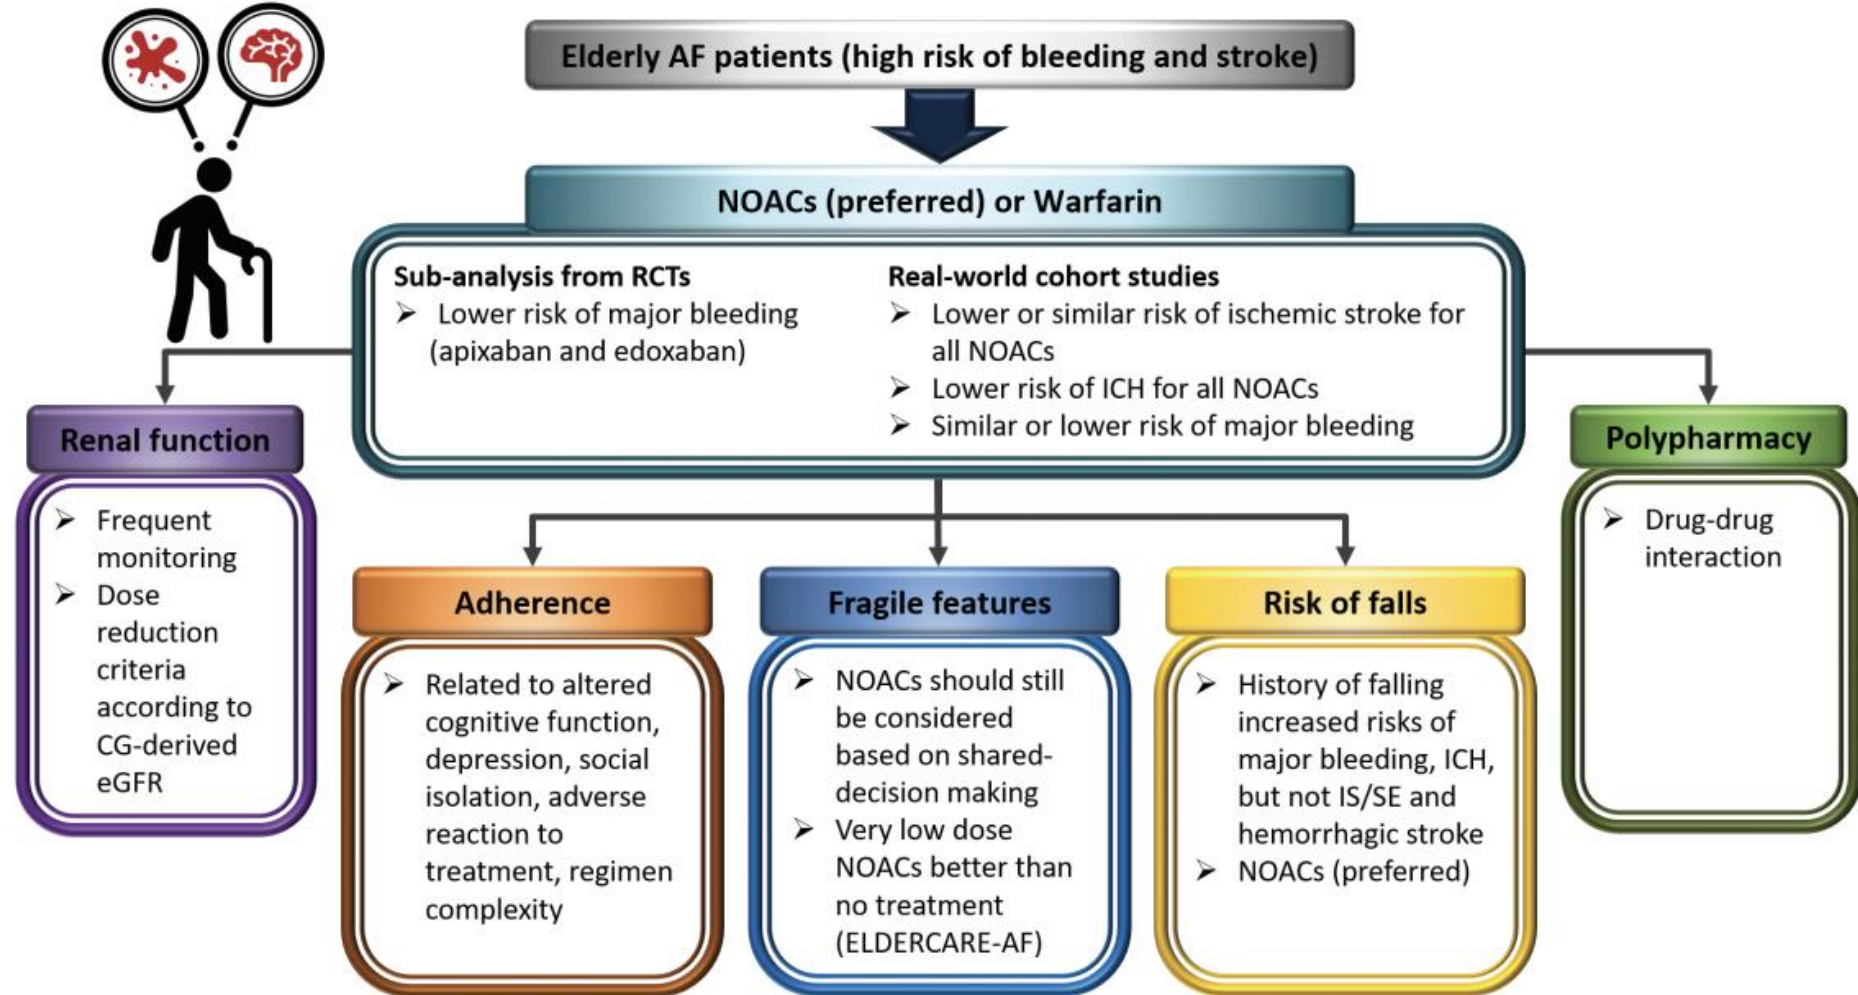 Elderly AF patients (high risk of bleeding and stroke)
NOACs (preferred) or Warfarin
Sub-analysis from RCTs
➢ Lower risk of major bleeding
(apixaban and edoxaban)
Real-world cohort studies
➢ Lower or similar risk of ischemic stroke for
all NOACs
➢ Lower risk of ICH for all NOACs
➢ Similar or lower risk of major bleeding
Renal function
➢ Frequent
monitoring
➢ Dose
reduction
criteria
according to
CG-derived
eGFR
Adherence
➢ Related to altered
cognitive function,
depression, social
isolation, adverse
reaction to
treatment, regimen
complexity
Fragile features
➢ NOACs should still
be considered
based on shared-
decision making
➢ Very low dose
NOACs better than
no treatment
(ELDERCARE-AF)
Risk of falls
➢ History of falling
increased risks of
major bleeding, ICH,
but not IS/SE and
hemorrhagic stroke
➢ NOACs (preferred)
Polypharmacy
➢ Drug-drug
interaction